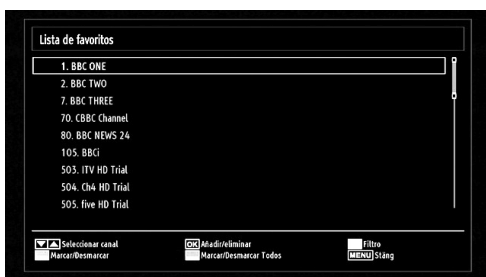 Lista de favoritos
1. BBC ONE
2. BBC TWO
7. BBC THREE
70. CBBC Channel
80. BBC NEWS 24
105. BBCi
503. ITV HD Trial
504. Ch4 HD Trial
505. five HD Trial
Seleccionar canal OK Añadir/eliminar Filtro
Marcar/Desmarcar Marcar/Desmarcar Todos MENU Stäng